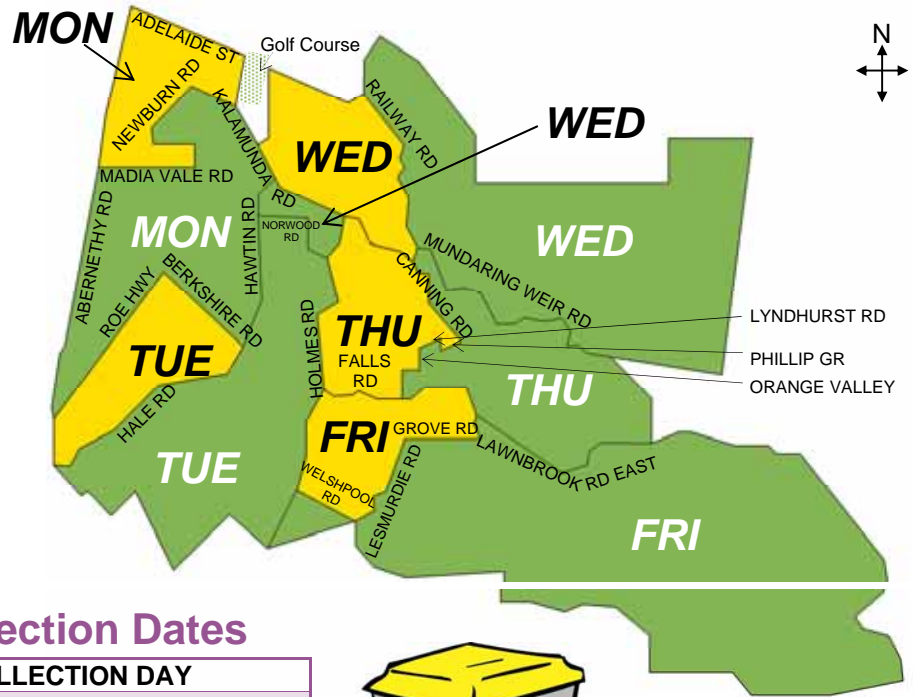 MON
ADELAIDE ST
Golf Course
N
NEWBURN RD
KALAMUNDA RD
RAILWAY RD
WED
WED
MADIA VALE RD
ABERNETHY RD
MON
HAWTIN RD
NORWOOD
RD
WED
MUNDARING WEIR RD
CANNING RD
ROE HWY
BERKSHIRE RD
HOLMES RD
LYNDHURST RD
THU
TUE
FALLS
RD
PHILLIP GR
ORANGE VALLEY
THU
HALE RD
FRI
GROVE RD
LAWNBROOK RD EAST
TUE
WELSHPOOL
RD
LESMURDIE RD
FRI
ection Dates
LLECTION DAY